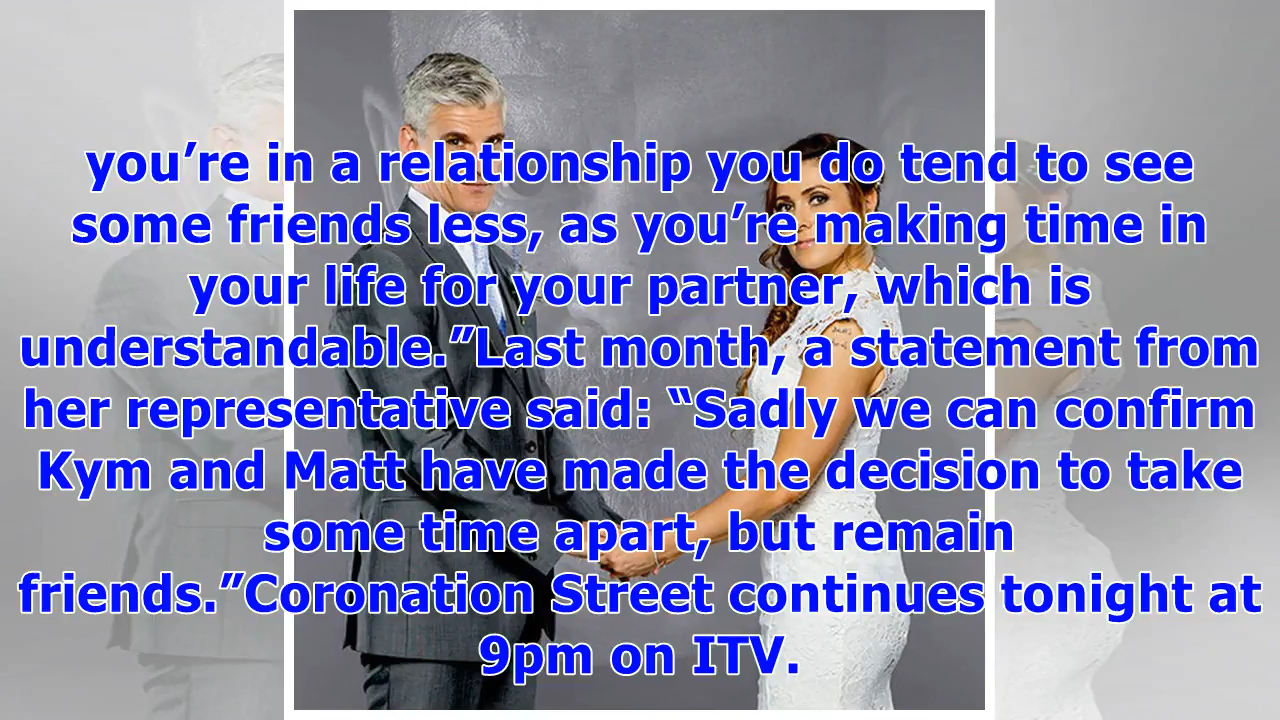 you’re in a relationship you do tend to see
some friends less, as you’re making time in
your life for your partner, which is
understandable.”Last month, a statement from
her representative said: “Sadly we can confirm
Kym and Matt have made the decision to take
some time apart, but remain
friends.”Coronation Street continues tonight at
9pm on ITV.